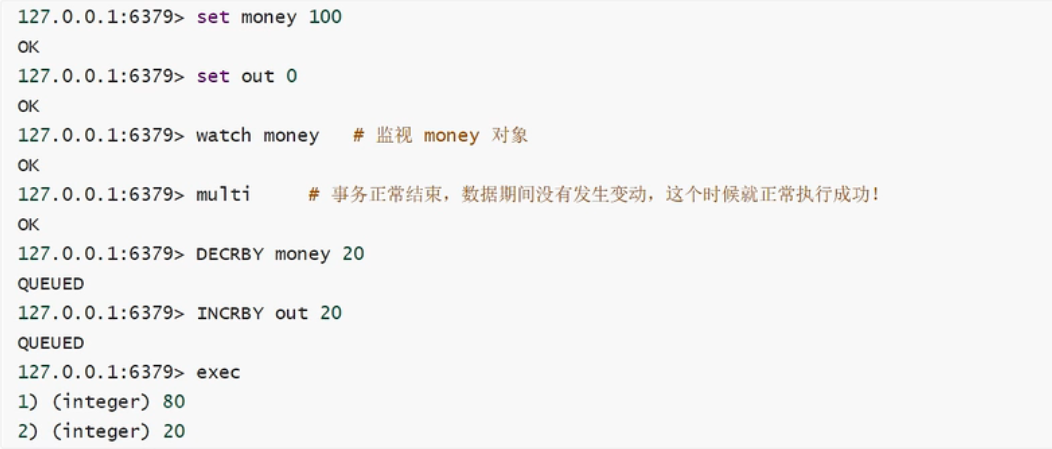 127.0.0.1:6379> set money 100
OK
127.0.0.1:6379> set out 0
OK
127.0.0.1:6379> watch money   # 监视 money 对象
OK
127.0.0.1:6379> multi     # 事务正常结束，数据期间没有发生变动，这个时候就正常执行成功！
OK
127.0.0.1:6379> DECRBY money 20
QUEUED
127.0.0.1:6379> INCRBY out 20
QUEUED
127.0.0.1:6379> exec
1) (integer) 80
2) (integer) 20